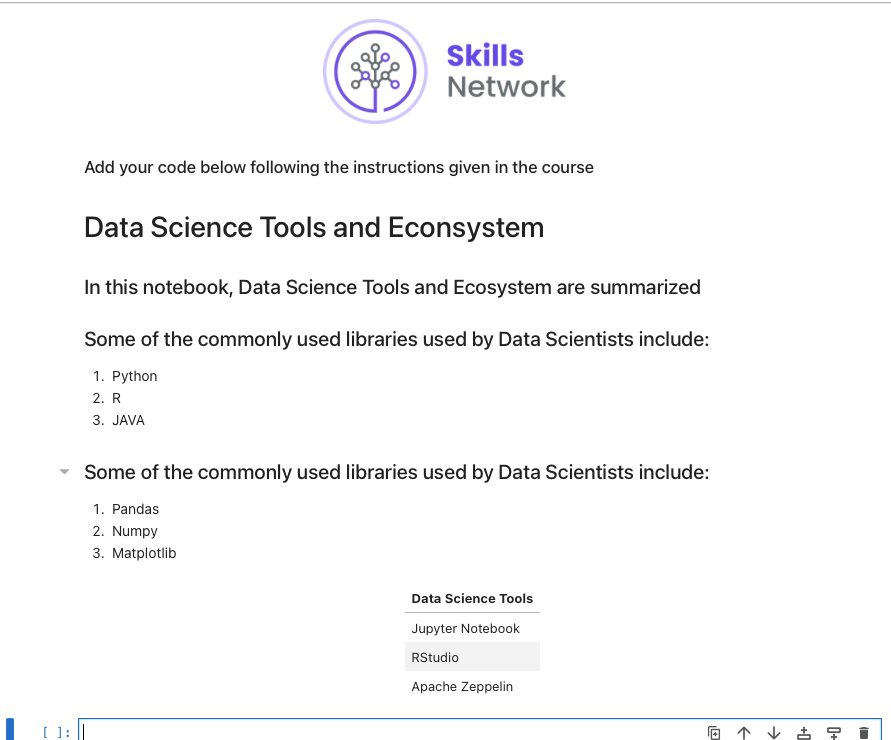 Skills
Network
Add your code below following the instructions given in the course
Data Science Tools and Econsystem
In this notebook, Data Science Tools and Ecosystem are summarized
Some of the commonly used libraries used by Data Scientists include:
1. Python
2. R
3. JAVA
Some of the commonly used libraries used by Data Scientists include:
1. Pandas
2. Numpy
3. Matplotlib
Data Science Tools
Jupyter Notebook
RStudio
Apache Zeppelin
[ ]: